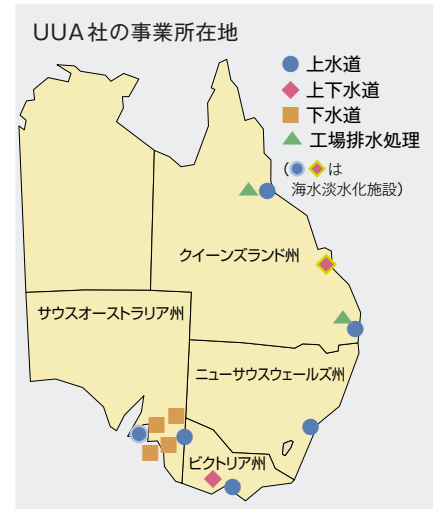 UUA社の事業所在地
上水道
上下水道
下水道
工場排水処理
(は
海水淡水化施設)
クイーンズランド州
サウスオーストラリア州
ニューサウスウェールズ州
ビクトリア州